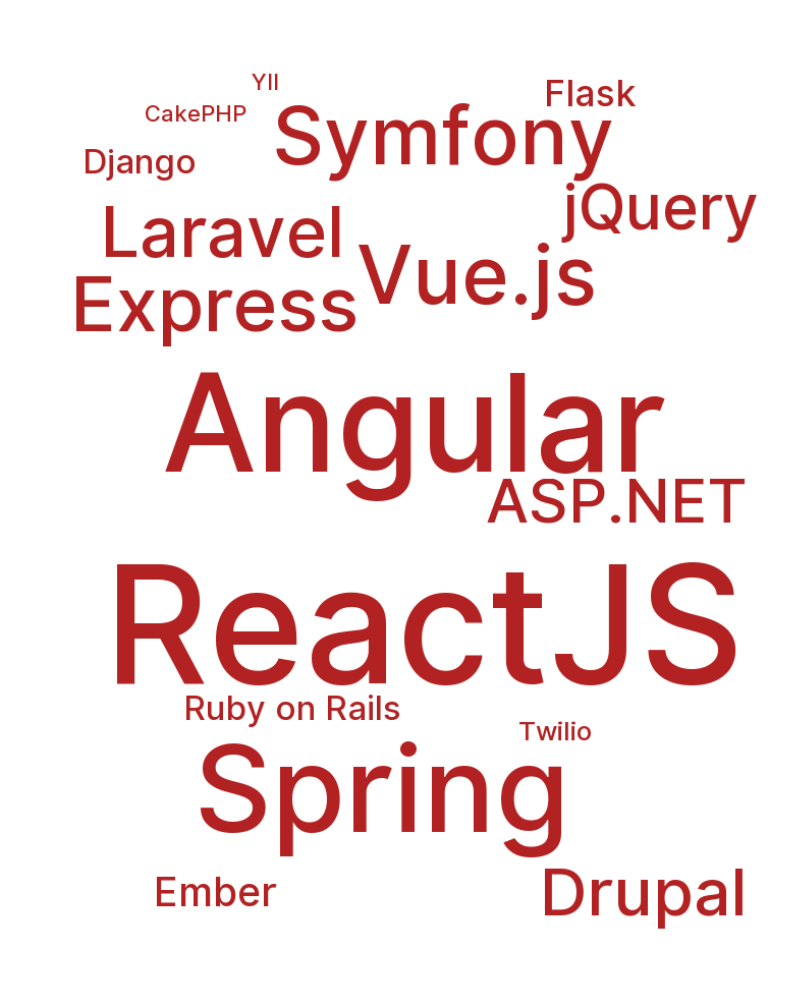 YII
Flask
CakePHP
Symfony
Django
jQuery
Laravel
Vue.js
Express
Angular
ASP.NET
ReactJS
Ruby on Rails
Twilio
Spring
Ember
Drupal